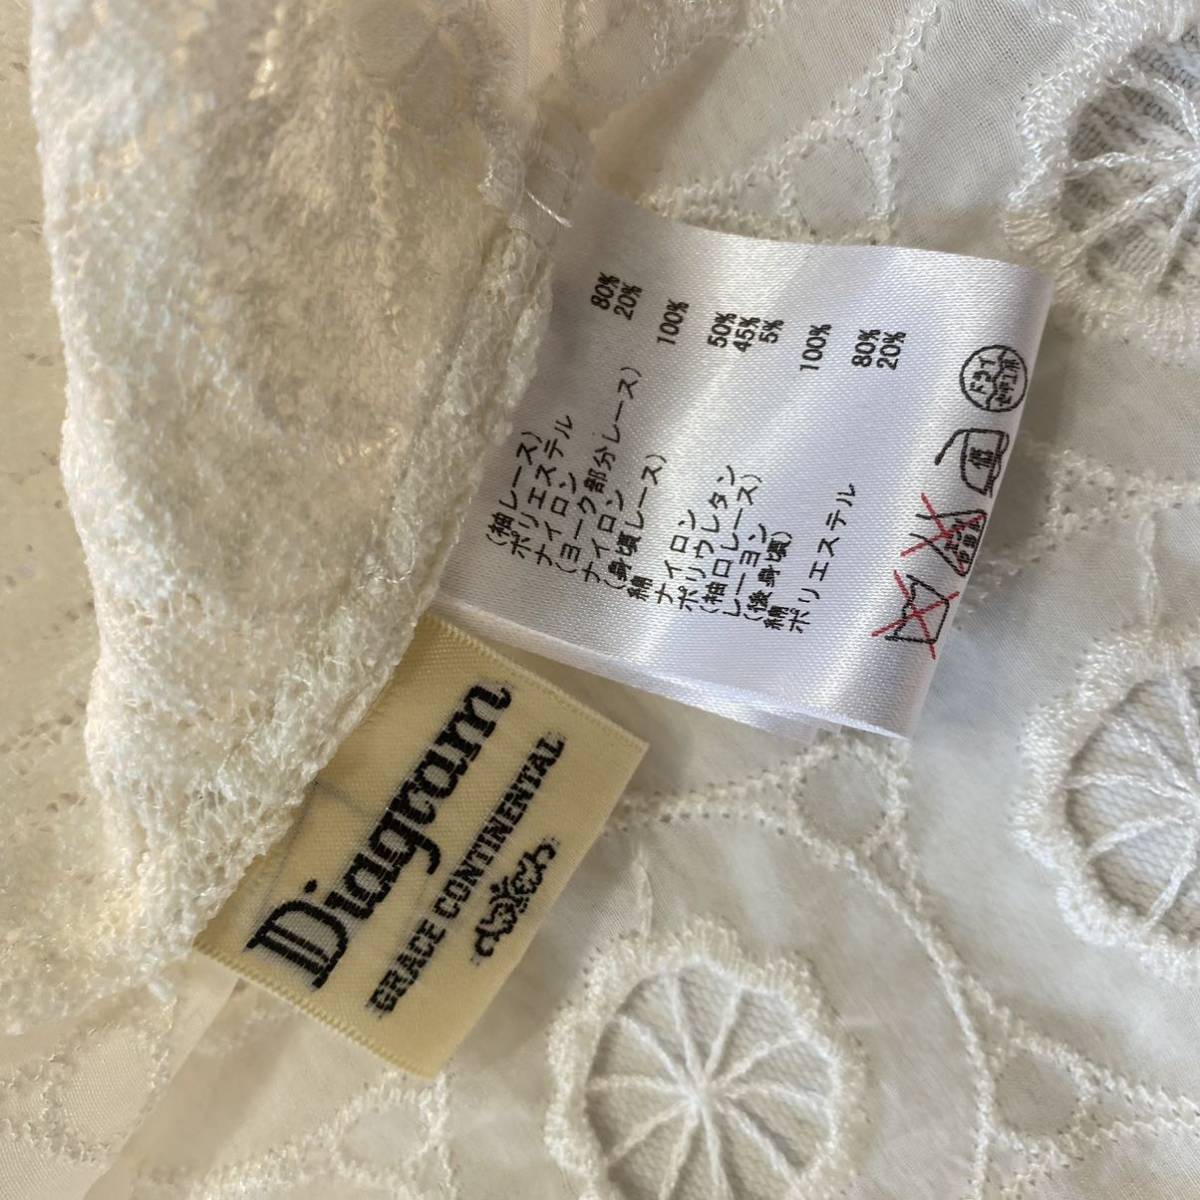 (袖レース)
ポリエステル 80%
ナイロン 20%
(ヨーク部分レース)
ナイロン 100%
(身頃レース)
綿 50%
ナイロン 45%
ポリウレタン 5%
(袖口レース)
レーヨン 100%
(後身頃)
綿 80%
ポリエステル 20%
ドライ
低
Diagram
GRACE CONTINENTAL